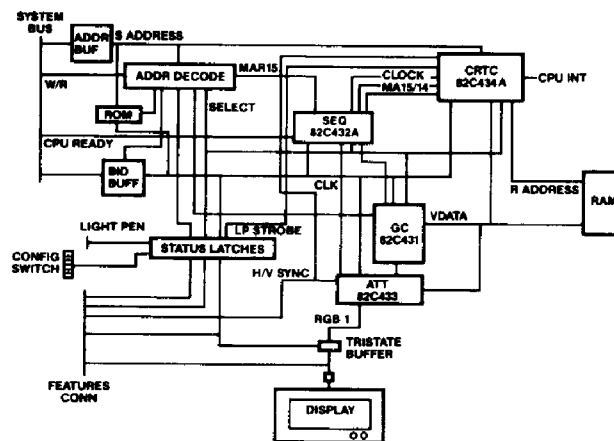 SYSTEM
BUS
ADDR
BUF
S ADDRESS
W/R
ADDR DECODE
MAR15
CLOCK
MA15/14
CRTC
82C434A
CPU INT
ROM
SELECT
SEQ
82C432A
CPU READY
BID
BUFF
CLK
R ADDRESS
RAM
GC
82C431
VDATA
LIGHT PEN
LP STROBE
STATUS LATCHES
CONFIG
SWITCH
H/V SYNC
ATT
82C433
RGB 1
TRISTATE
BUFFER
FEATURES
CONN
DISPLAY